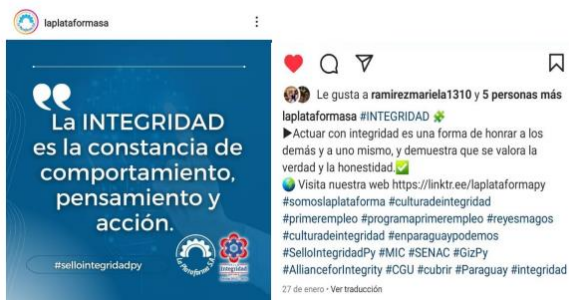 laplataformasa
La INTEGRIDAD
es la constancia de
comportamiento,
pensamiento y
acción.
#sellointegridadpy
La Plataforma S.A
Integridad
Le gusta a ramirezmariela1310 y 5 personas más
laplataformasa #INTEGRIDAD
▶Actuar con integridad es una forma de honrar a los
demás y a uno mismo, y demuestra que se valora la
verdad y la honestidad.✅
🌎 Visita nuestra web https://linktr.ee/laplataformapy
#somoslaplataforma #culturadeintegridad
#primerempleo #programaprimerempleo #reyesmagos
#culturadeintegridad #enparaguaypodemos
#SelloIntegridadPy #MIC #SENAC #GizPy
#AllianceforIntegrity #CGU #cubrir #Paraguay #integridad
27 de enero • Ver traducción